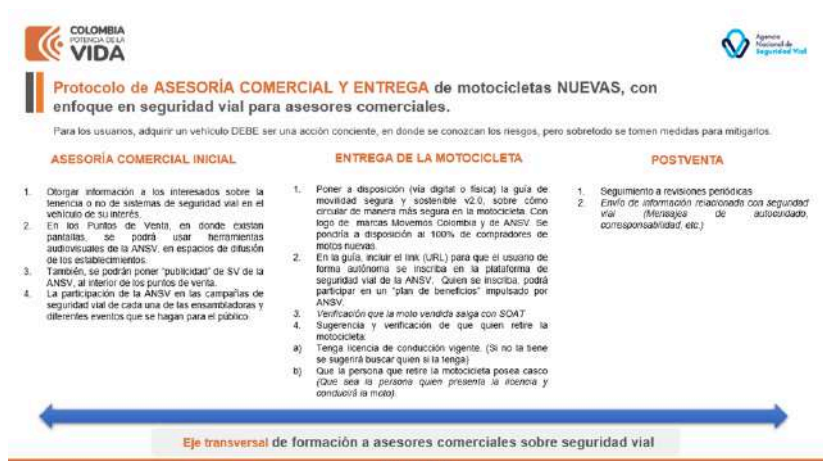 COLOMBIA
POTENCIA DE LA
VIDA
Agencia
Nacional de
Seguridad Vial
Protocolo de ASESORÍA COMERCIAL Y ENTREGA de motocicletas NUEVAS, con
enfoque en seguridad vial para asesores comerciales.
Para los usuarios, adquirir un vehículo DEBE ser una acción conciente, en donde se conozcan los riesgos, pero sobretodo se tomen medidas para mitigarlos.
ASESORÍA COMERCIAL INICIAL
1. Otorgar información a los interesados sobre la
tenencia o no de sistemas de seguridad vial en el
vehículo de su interés.
2. En los Puntos de Venta, en donde existan
pantallas, se podrá usar herramientas
audiovisuales de la ANSV, en espacios de difusión
de los establecimientos.
3. También, se podrán poner "publicidad" de SV de la
ANSV, al interior de los puntos de venta.
4. La participación de la ANSV en las campañas de
seguridad vial de cada una de las ensambladoras y
diferentes eventos que se hagan para el público.
ENTREGA DE LA MOTOCICLETA
1. Poner a disposición (vía digital o física) la guía de
movilidad segura y sostenible v2.0, sobre cómo
circular de manera más segura en la motocicleta. Con
logo de marcas Movemos Colombia y de ANSV. Se
pondría a disposición al 100% de compradores de
motos nuevas.
2. En la guía, incluir el link (URL) para que el usuario de
forma autónoma se inscriba en la plataforma de
seguridad vial de la ANSV. Quien se inscriba, podrá
participar en un "plan de beneficios" impulsado por
ANSV.
3. Verificación que la moto vendida salga con SOAT
4. Sugerencia y verificación de que quien retire la
motocicleta:
a) Tenga licencia de conducción vigente. (Si no la tiene
se sugerirá buscar quien si la tenga)
b) Que la persona que retire la motocicleta posea casco
(Que sea la persona quien presenta la licencia y
conducirá la moto)
POSTVENTA
1. Seguimiento a revisiones periódicas
2. Envío de información relacionada con seguridad
vial (Mensajes de autocuidado,
corresponsabilidad, etc.)
Eje transversal de formación a asesores comerciales sobre seguridad vial